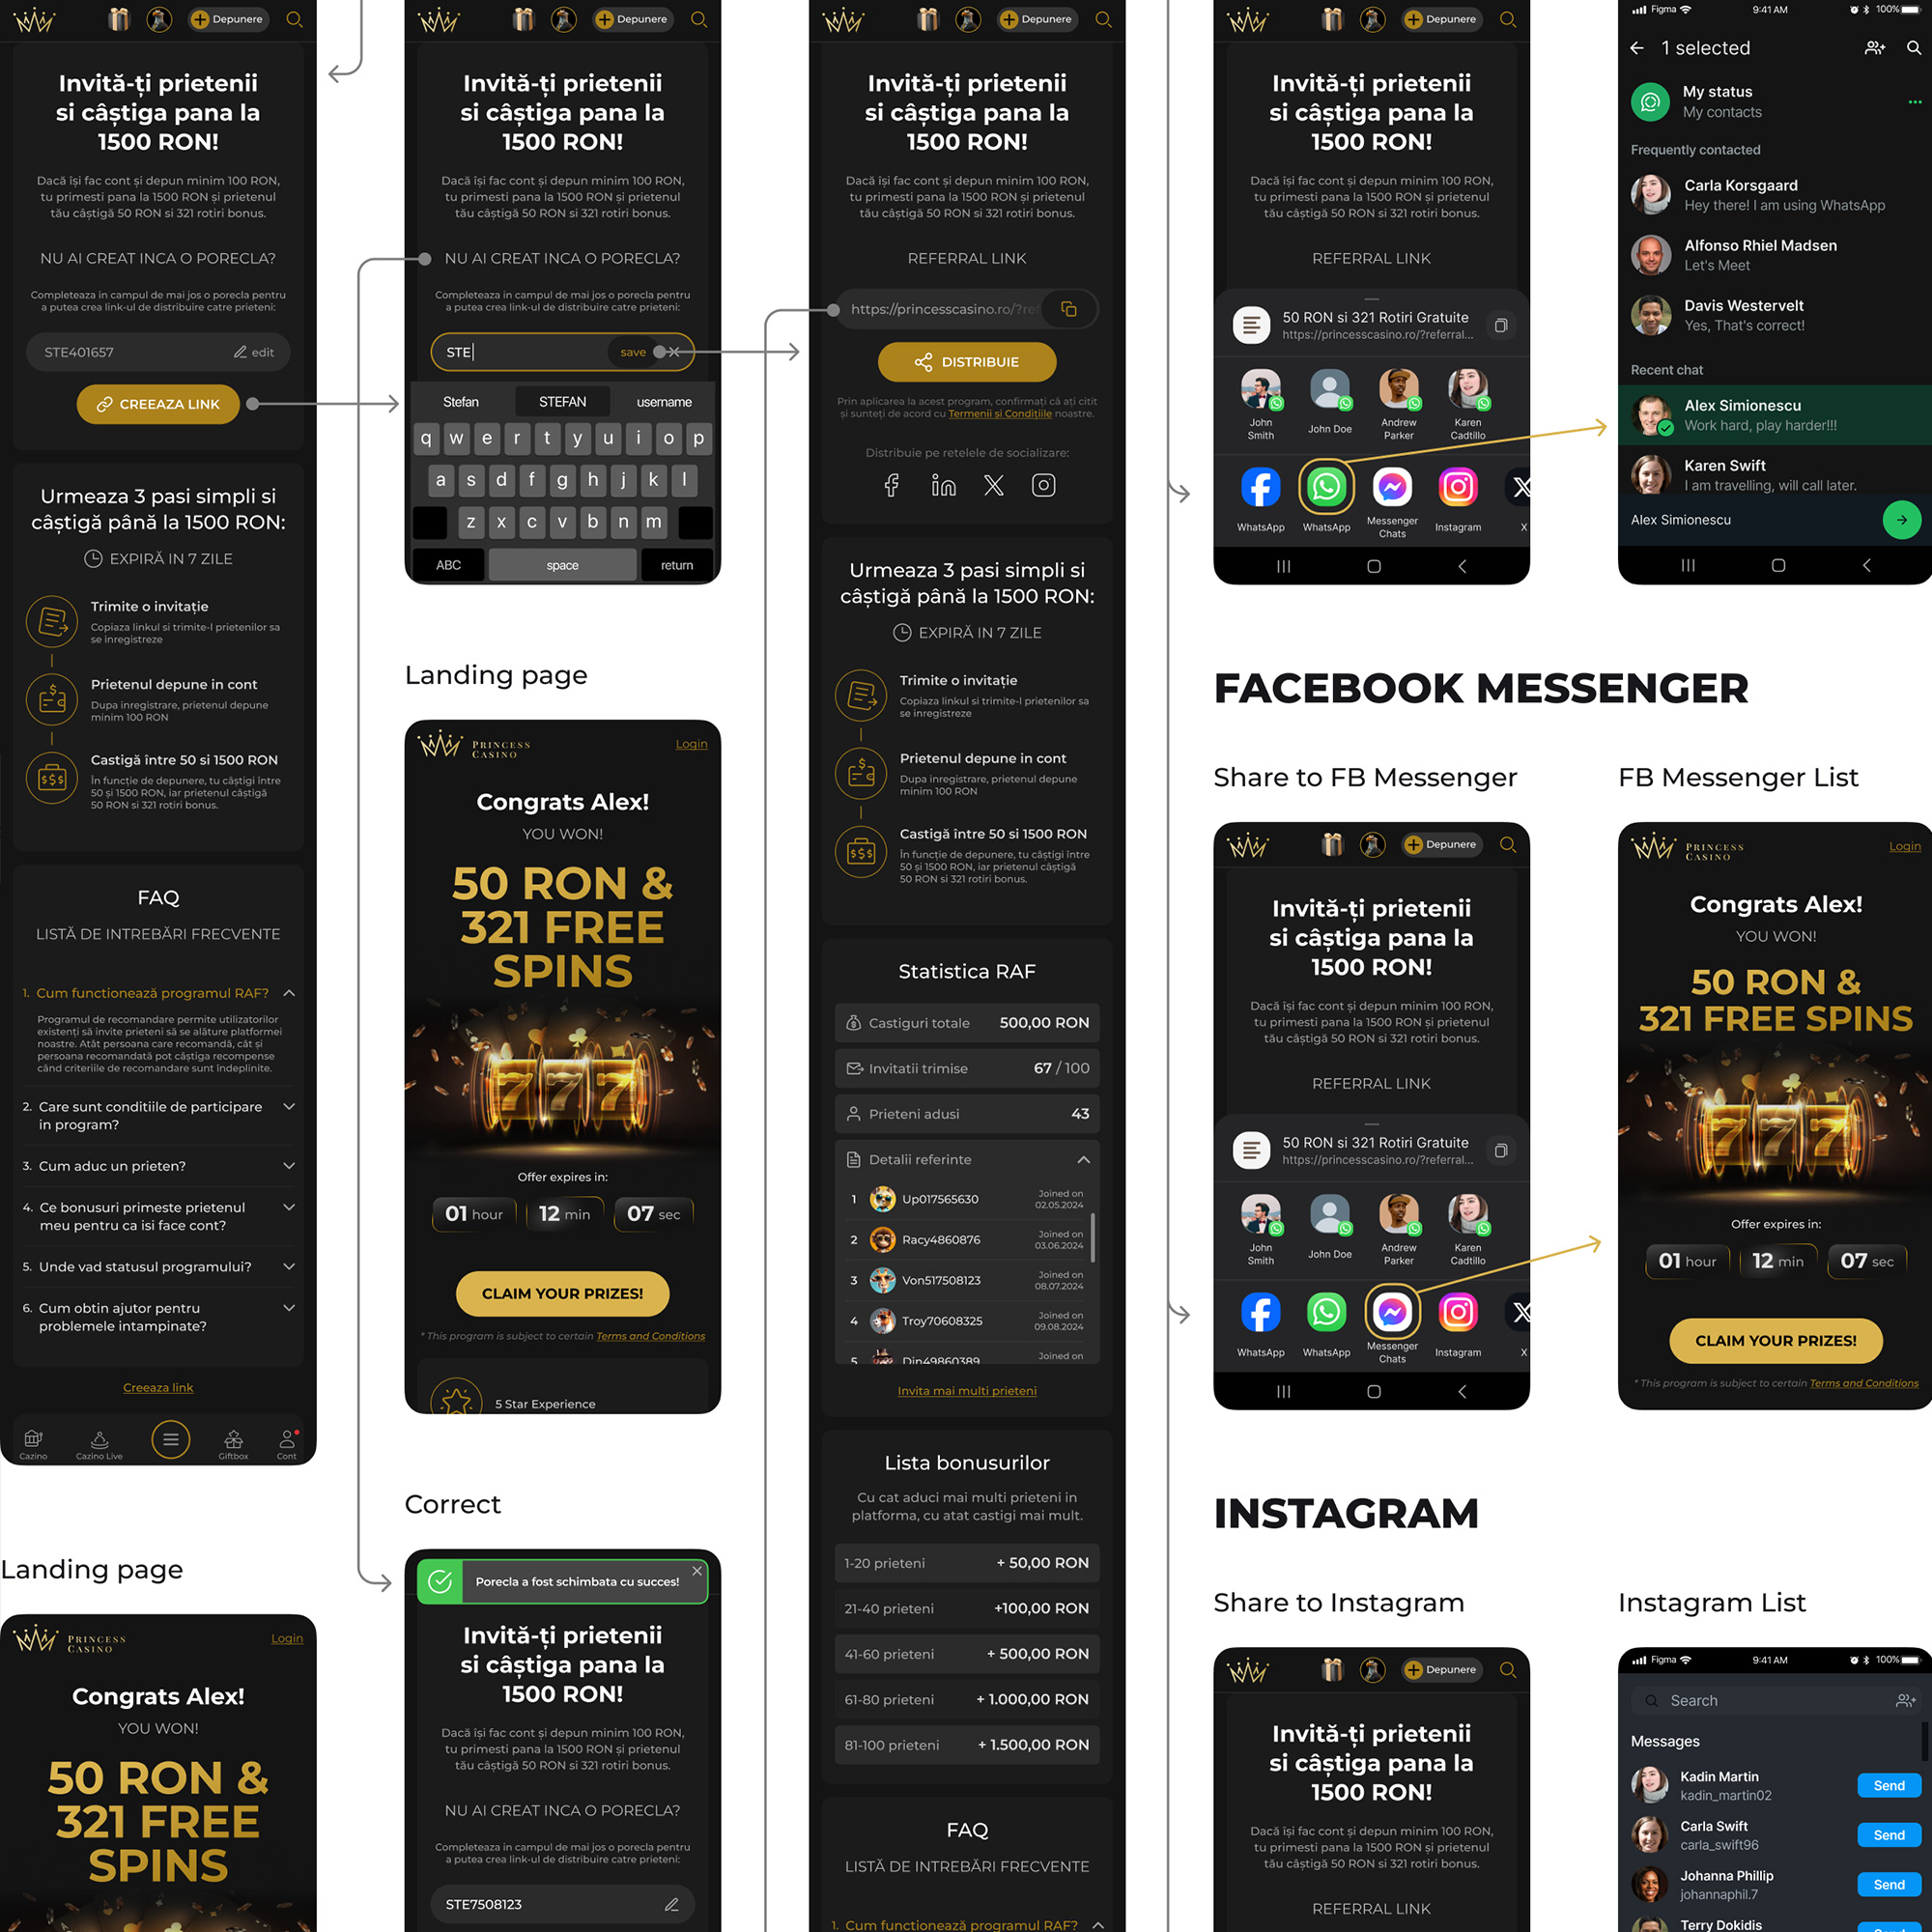 Depunere
Invită-ți prietenii
si câștiga pana la
1500 RON!
Dacă își fac cont și depun minim 100 RON,
tu primesti pana la 1500 RON și prietenul
tău câștigă 50 RON si 321 rotiri bonus.
NU AI CREAT INCA O PORECLA?
Completeaza in campul de mai jos o porecla pentru
a putea crea link-ul de distribuire catre prieteni:
STE401657
edit
CREEAZA LINK
Urmeaza 3 pasi simpli si
câștigă până la 1500 RON:
EXPIRĂ IN 7 ZILE
Trimite o invitație
Copiaza linkul si trimite-l prietenilor sa
se inregistreze
Prietenul depune in cont
Dupa inregistrare, prietenul depune
minim 100 RON
Castigă între 50 si 1500 RON
În funcție de depunere, tu câștigi între
50 și 1500 RON, iar prietenul câștigă
50 RON si 321 rotiri bonus.
FAQ
LISTĂ DE INTREBĂRI FRECVENTE
1. Cum functionează programul RAF?
Programul de recomandare permite utilizatorilor
existenți să invite prieteni să se alăture platformei
noastre. Atât persoana care recomandă, cât și
persoana recomandată pot câștiga recompense
când criteriile de recomandare sunt îndeplinite.
2. Care sunt conditiile de participare
in program?
3. Cum aduc un prieten?
4. Ce bonusuri primeste prietenul
meu pentru ca isi face cont?
5. Unde vad statusul programului?
6. Cum obtin ajutor pentru
problemele intampinate?
Creeaza link
Cazino
Cazino Live
Giftbox
Cont
Landing page
PRINCESS
CASINO
Login
Congrats Alex!
YOU WON!
50 RON &
321 FREE
SPINS
Depunere
Invită-ți prietenii
si câștiga pana la
1500 RON!
Dacă își fac cont și depun minim 100 RON,
tu primesti pana la 1500 RON și prietenul
tău câștigă 50 RON si 321 rotiri bonus.
NU AI CREAT INCA O PORECLA?
Completeaza in campul de mai jos o porecla pentru
a putea crea link-ul de distribuire catre prieteni:
STE
save
Stefan STEFAN username
q w e r t y u i o p
a s d f g h j k l
z x c v b n m
ABC space return
Landing page
PRINCESS
CASINO
Login
Congrats Alex!
YOU WON!
50 RON &
321 FREE
SPINS
777
Offer expires in:
01 hour 12 min 07 sec
CLAIM YOUR PRIZES!
* This program is subject to certain Terms and Conditions
5 Star Experience
Correct
Porecla a fost schimbata cu succes!
Invită-ți prietenii
si câștiga pana la
1500 RON!
Dacă își fac cont și depun minim 100 RON,
tu primesti pana la 1500 RON și prietenul
tău câștigă 50 RON si 321 rotiri bonus.
NU AI CREAT INCA O PORECLA?
Completeaza in campul de mai jos o porecla pentru
a putea crea link-ul de distribuire catre prieteni:
STE7508123
Depunere
Invită-ți prietenii
si câștiga pana la
1500 RON!
Dacă își fac cont și depun minim 100 RON,
tu primesti pana la 1500 RON și prietenul
tău câștigă 50 RON si 321 rotiri bonus.
REFERRAL LINK
https://princesscasino.ro/?ref
DISTRIBUIE
Prin aplicarea la acest program, confirmați că ați citit
și sunteți de acord cu Termenii si Condițiile noastre.
Distribuie pe retelele de socializare:
Urmeaza 3 pasi simpli si
câștigă până la 1500 RON:
EXPIRĂ IN 7 ZILE
Trimite o invitație
Copiaza linkul si trimite-l prietenilor sa
se inregistreze
Prietenul depune in cont
Dupa inregistrare, prietenul depune
minim 100 RON
Castigă între 50 si 1500 RON
În funcție de depunere, tu câștigi între
50 și 1500 RON, iar prietenul câștigă
50 RON si 321 rotiri bonus.
Statistica RAF
Castiguri totale 500,00 RON
Invitatii trimise 67 / 100
Prieteni adusi 43
Detalii referinte
1 Up017565630 Joined on
02.05.2024
2 Racy4860876 Joined on
03.06.2024
3 Von517508123 Joined on
08.07.2024
4 Troy70608325 Joined on
09.08.2024
5 Din49860389 Joined on
Invita mai multi prieteni
Lista bonusurilor
Cu cat aduci mai multi prieteni in
platforma, cu atat castigi mai mult.
1-20 prieteni + 50,00 RON
21-40 prieteni +100,00 RON
41-60 prieteni + 500,00 RON
61-80 prieteni + 1.000,00 RON
81-100 prieteni + 1.500,00 RON
FAQ
LISTĂ DE INTREBĂRI FRECVENTE
1. Cum functionează programul RAF?
Depunere
Invită-ți prietenii
si câștiga pana la
1500 RON!
Dacă își fac cont și depun minim 100 RON,
tu primesti pana la 1500 RON și prietenul
tău câștigă 50 RON si 321 rotiri bonus.
REFERRAL LINK
50 RON si 321 Rotiri Gratuite
https://princesscasino.ro/?referral...
John
Smith
John Doe
Andrew
Parker
Karen
Cadtillo
WhatsApp
WhatsApp
Messenger
Chats
Instagram
X
Figma 9:41 AM 100%
1 selected
My status
My contacts
Frequently contacted
Carla Korsgaard
Hey there! I am using WhatsApp
Alfonso Rhiel Madsen
Let's Meet
Davis Westervelt
Yes, That's correct!
Recent chat
Alex Simionescu
Work hard, play harder!!!
Karen Swift
I am travelling, will call later.
Alex Simionescu
FACEBOOK MESSENGER
Share to FB Messenger
Depunere
Invită-ți prietenii
si câștiga pana la
1500 RON!
Dacă își fac cont și depun minim 100 RON,
tu primesti pana la 1500 RON și prietenul
tău câștigă 50 RON si 321 rotiri bonus.
REFERRAL LINK
50 RON si 321 Rotiri Gratuite
https://princesscasino.ro/?referral...
John
Smith
John Doe
Andrew
Parker
Karen
Cadtillo
WhatsApp
WhatsApp
Messenger
Chats
Instagram
X
FB Messenger List
PRINCESS
CASINO
Login
Congrats Alex!
YOU WON!
50 RON &
321 FREE SPINS
777
Offer expires in:
01 hour 12 min 07 sec
CLAIM YOUR PRIZES!
* This program is subject to certain Terms and Conditions
INSTAGRAM
Share to Instagram
Depunere
Invită-ți prietenii
si câștiga pana la
1500 RON!
Dacă își fac cont și depun minim 100 RON,
tu primesti pana la 1500 RON și prietenul
tău câștigă 50 RON si 321 rotiri bonus.
REFERRAL LINK
Instagram List
Figma 9:41 AM 100%
Search
Messages
Kadin Martin
kadin_martin02
Send
Carla Swift
carla_swift96
Send
Johanna Phillip
johannaphil.7
Send
Terry Dokidis